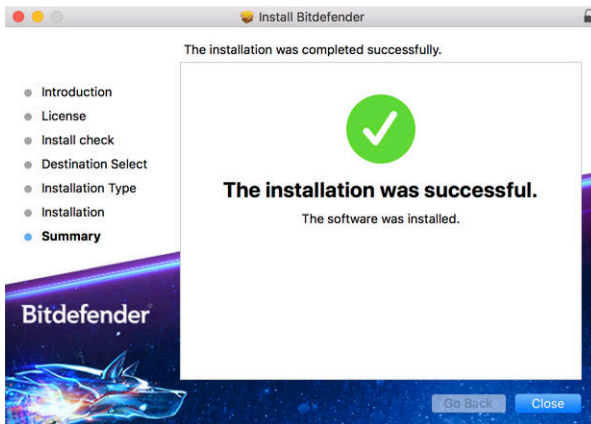 Install Bitdefender
The installation was completed successfully.
Introduction
License
Install check
Destination Select
Installation Type
Installation
Summary
The installation was successful.
The software was installed.
Bitdefender
Go Back
Close